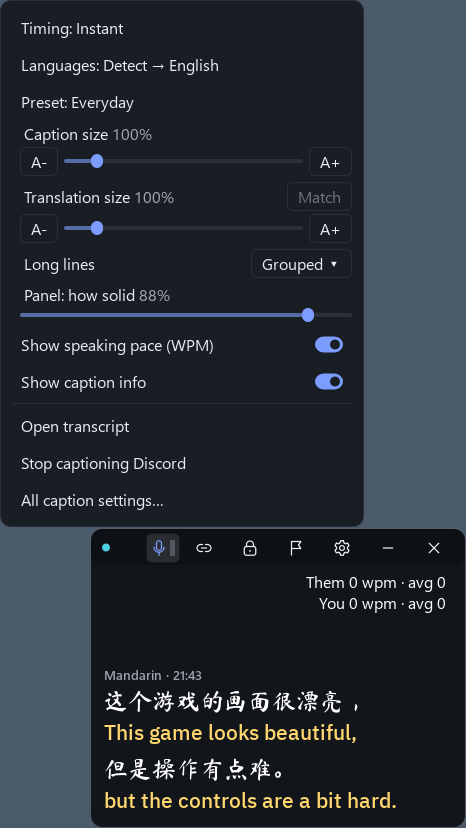 Timing: Instant
Languages: Detect → English
Preset: Everyday
Caption size 100%
A- A+
Translation size 100% Match
A- A+
Long lines Grouped
Panel: how solid 88%
Show speaking pace (WPM)
Show caption info
Open transcript
Stop captioning Discord
All caption settings...
Them 0 wpm · avg 0
You 0 wpm · avg 0
Mandarin · 21:43
这个游戏的画面很漂亮，
This game looks beautiful,
但是操作有点难。
but the controls are a bit hard.